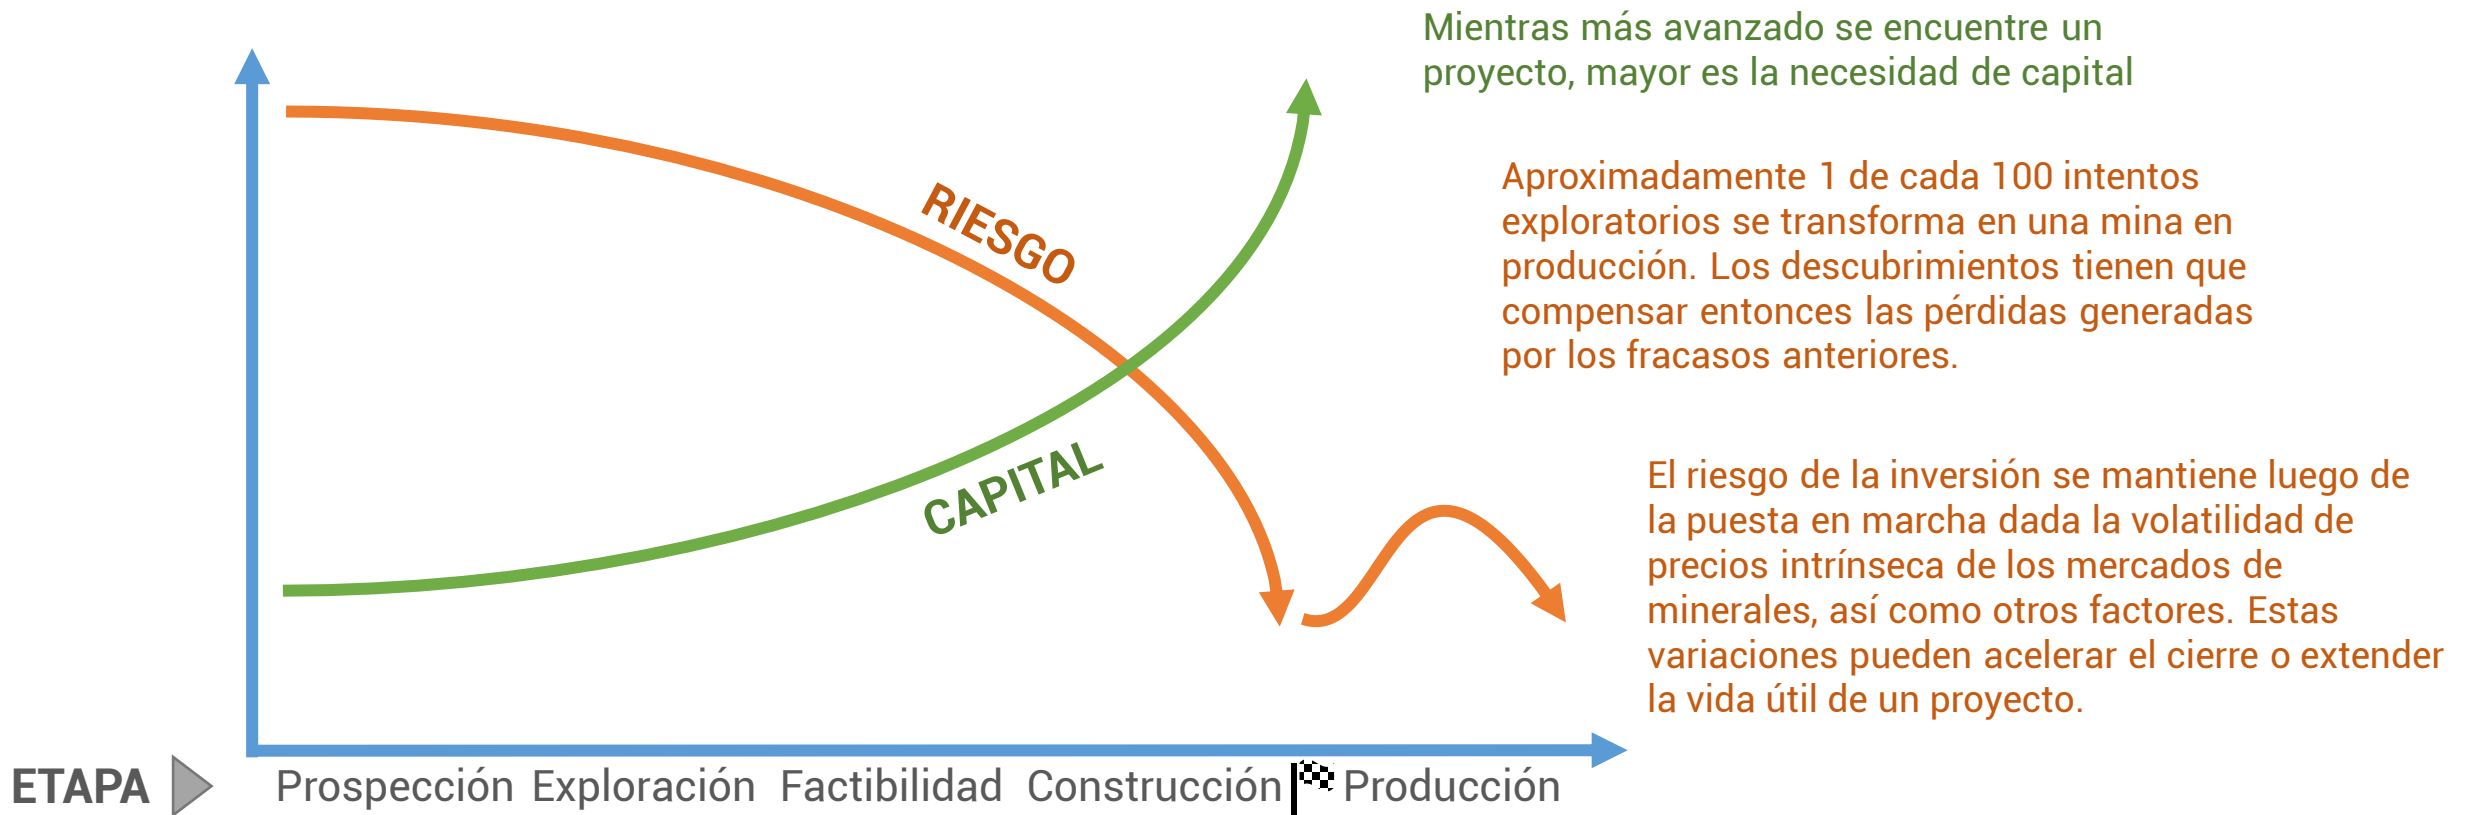 Mientras más avanzado se encuentre un
proyecto, mayor es la necesidad de capital
Aproximadamente 1 de cada 100 intentos
exploratorios se transforma en una mina en
producción. Los descubrimientos tienen que
compensar entonces las pérdidas generadas
por los fracasos anteriores.
RIESGO
CAPITAL
El riesgo de la inversión se mantiene luego de
la puesta en marcha dada la volatilidad de
precios intrínseca de los mercados de
minerales, así como otros factores. Estas
variaciones pueden acelerar el cierre o extender
la vida útil de un proyecto.
ETAPA Prospección Exploración Factibilidad Construcción Producción